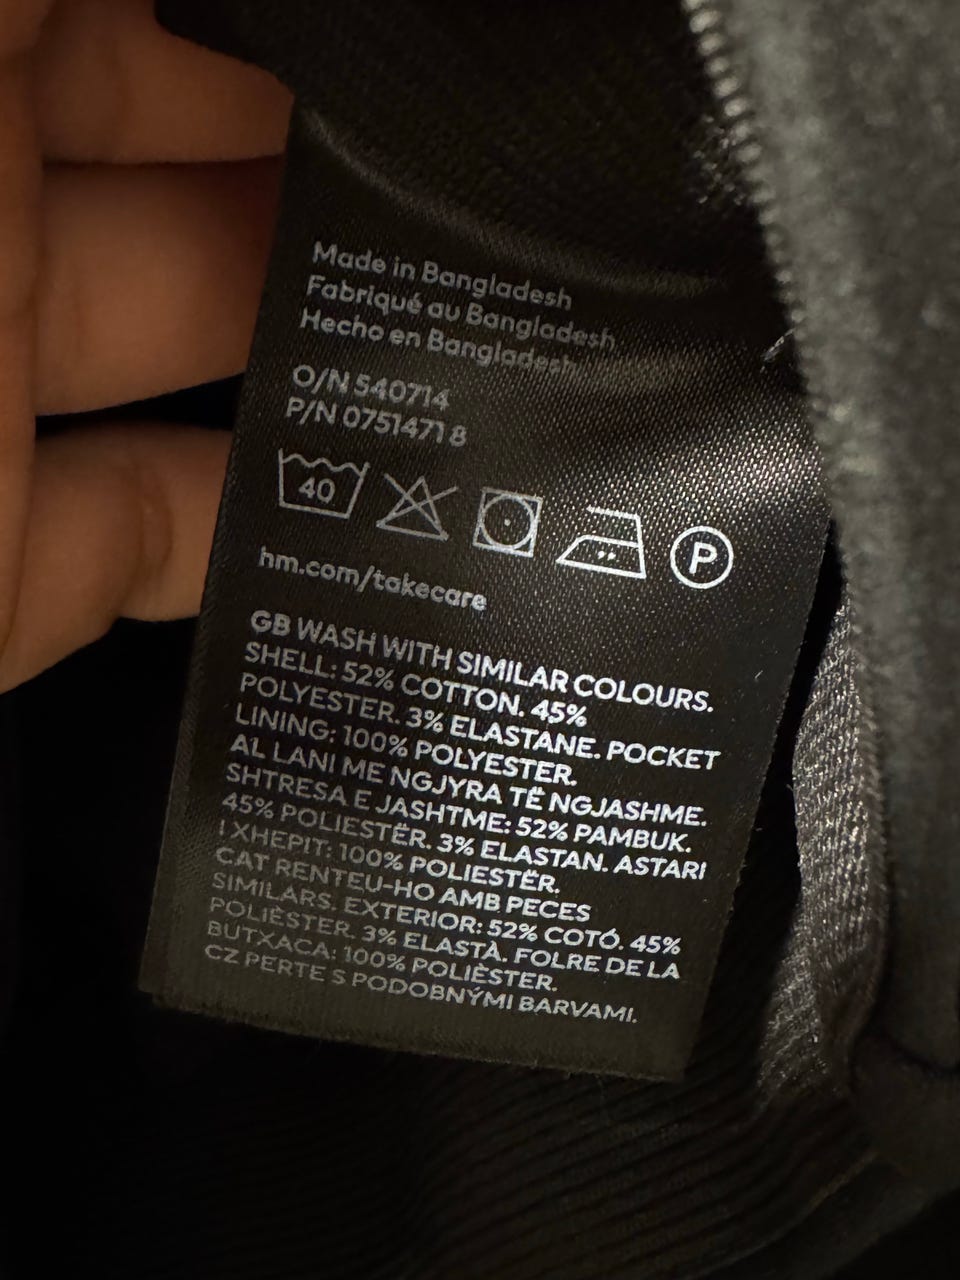 Made in Bangladesh
Fabriqué au Bangladesh
Hecho en Bangladesh
O/N 540714
P/N 0751471 8
40
P
hm.com/takecare
GB WASH WITH SIMILAR COLOURS.
SHELL: 52% COTTON. 45%
POLYESTER. 3% ELASTANE. POCKET
LINING: 100% POLYESTER.
AL LANI ME NGJYRA TË NGJASHME.
SHTRESA E JASHTME: 52% PAMBUK.
45% POLIESTËR. 3% ELASTAN. ASTARI
I XHEPIT: 100% POLIESTËR.
CAT RENTEU-HO AMB PECES
SIMILARS. EXTERIOR: 52% COTÓ. 45%
POLIÈSTER. 3% ELASTÀ. FOLRE DE LA
BUTXACA: 100% POLIÈSTER.
CZ PERTE S PODOBNÝMI BARVAMI.